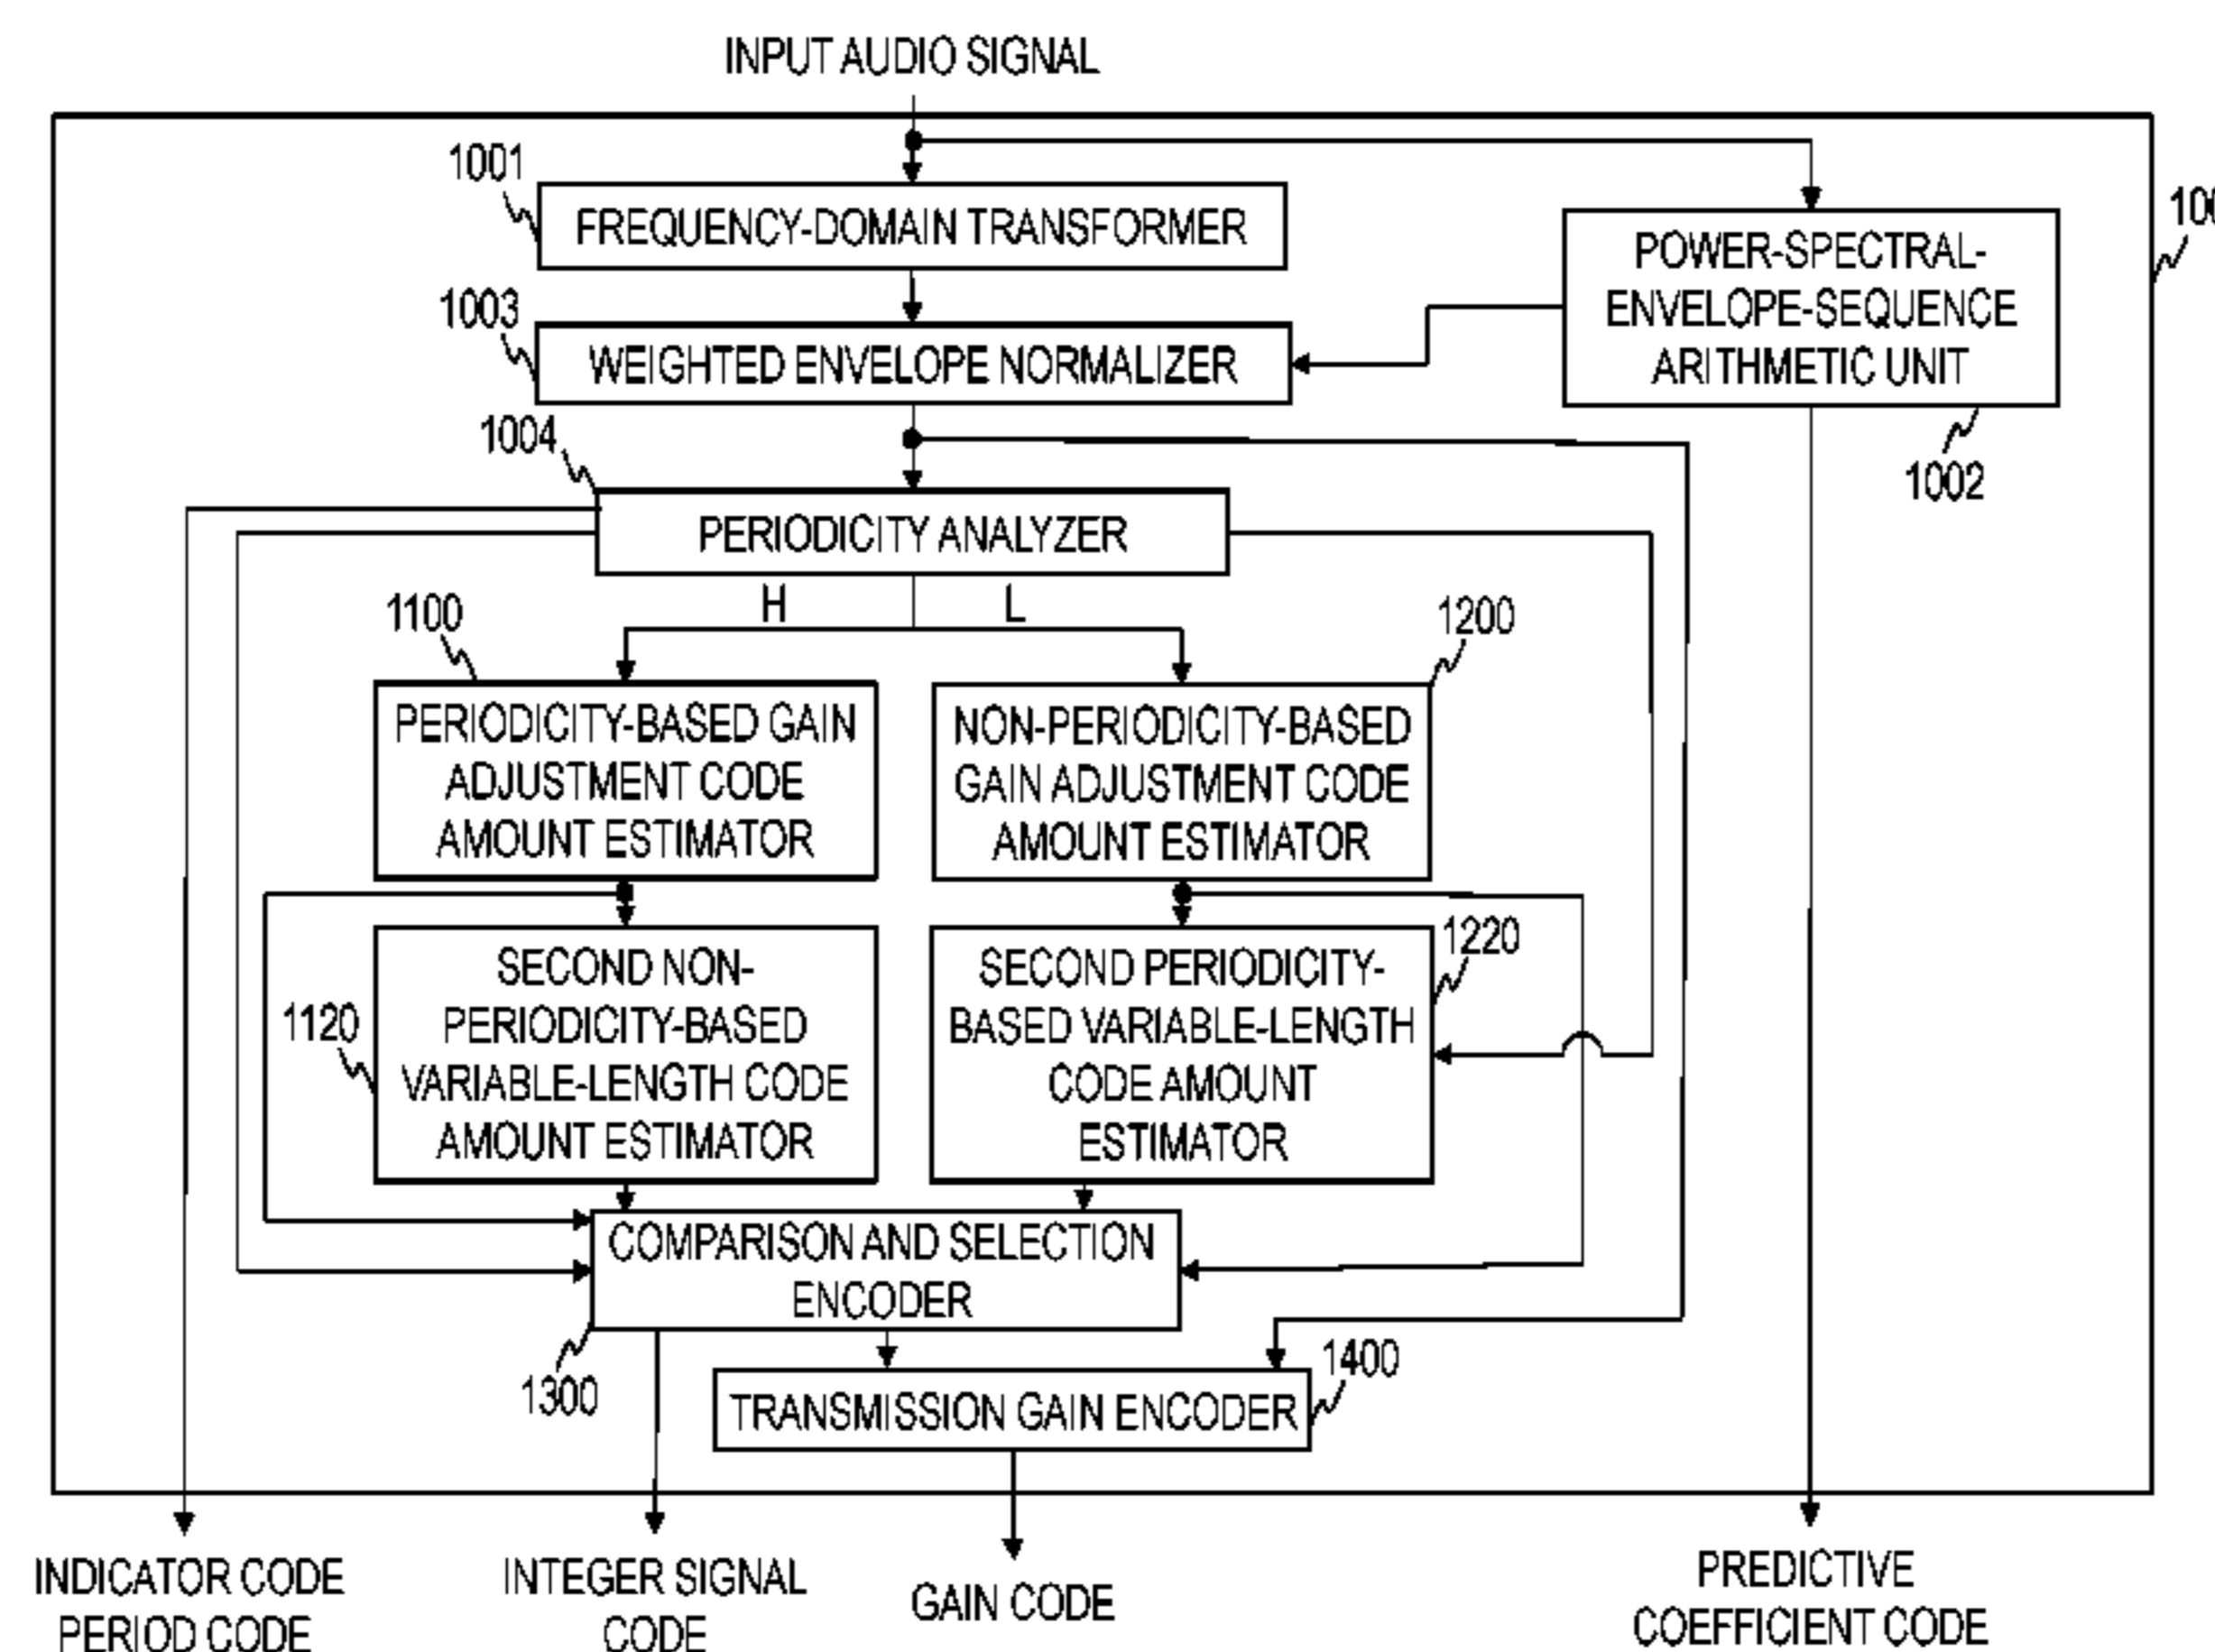 INPUT AUDIO SIGNAL
1001
FREQUENCY-DOMAIN TRANSFORMER
POWER-SPECTRAL-
ENVELOPE-SEQUENCE
ARITHMETIC UNIT
1002
1003
WEIGHTED ENVELOPE NORMALIZER
1004
PERIODICITY ANALYZER
H
L
1100
PERIODICITY-BASED GAIN
ADJUSTMENT CODE
AMOUNT ESTIMATOR
1200
NON-PERIODICITY-BASED
GAIN ADJUSTMENT CODE
AMOUNT ESTIMATOR
1120
SECOND NON-
PERIODICITY-BASED
VARIABLE-LENGTH CODE
AMOUNT ESTIMATOR
1220
SECOND PERIODICITY-
BASED VARIABLE-LENGTH
CODE AMOUNT
ESTIMATOR
COMPARISON AND SELECTION
ENCODER
1300
1400
TRANSMISSION GAIN ENCODER
INDICATOR CODE
PERIOD CODE
INTEGER SIGNAL
CODE
GAIN CODE
PREDICTIVE
COEFFICIENT CODE